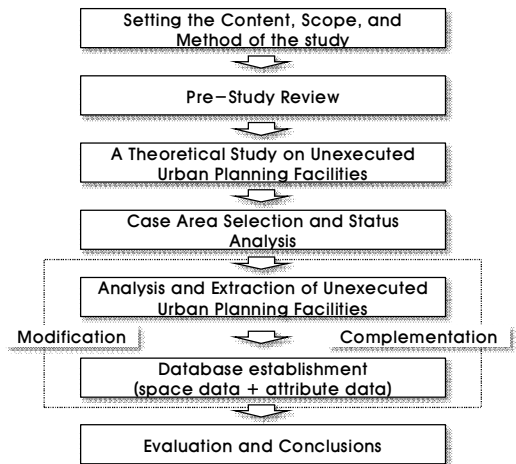 Setting the Content, Scope, and
Method of the study
Pre-Study Review
A Theoretical Study on Unexecuted
Urban Planning Facilities
Case Area Selection and Status
Analysis
Analysis and Extraction of Unexecuted
Urban Planning Facilities
Modification
Complementation
Database establishment
(space data + attribute data)
Evaluation and Conclusions